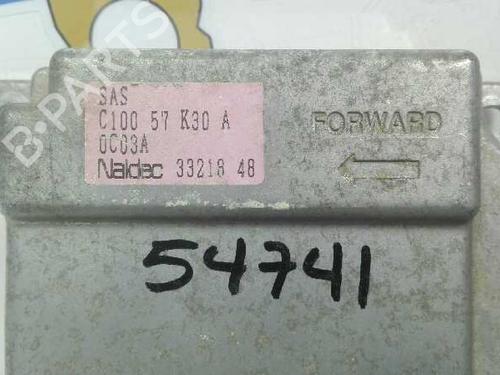 SAS
C100 57 K30 A
0C03A
Naldec 33218 48
FORWARD
54741
B-PARTS